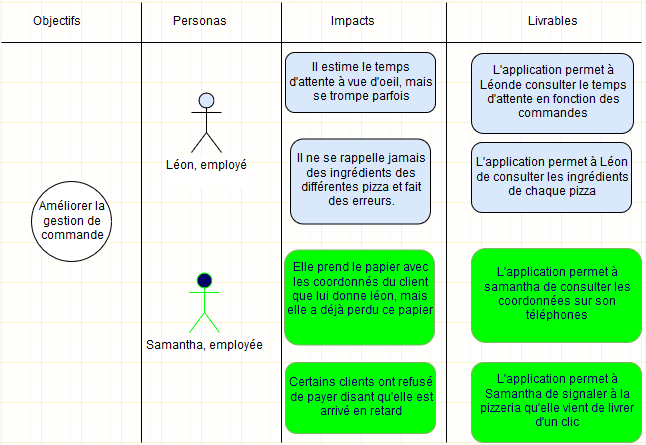 Objectifs
Personas
Impacts
Livrables
Il estime le temps
d'attente à vue d'oeil, mais
se trompe parfois
L'application permet à
Léonde consulter le temps
d'attente en fonction des
commandes
Léon, employé
Il ne se rappelle jamais
des ingrédients des
différentes pizza et fait
des erreurs.
L'application permet à Léon
de consulter les ingrédients
de chaque pizza
Améliorer la
gestion de
commande
Samantha, employée
Elle prend le papier avec
les coordonnés du client
que lui donne léon, mais
elle a déjà perdu ce papier
L'application permet à
samantha de consulter les
coordonnées sur son
téléphones
Certains clients ont refusé
de payer disant qu'elle est
arrivé en retard
L'application permet à
Samantha de signaler à la
pizzeria qu'elle vient de livrer
d'un clic